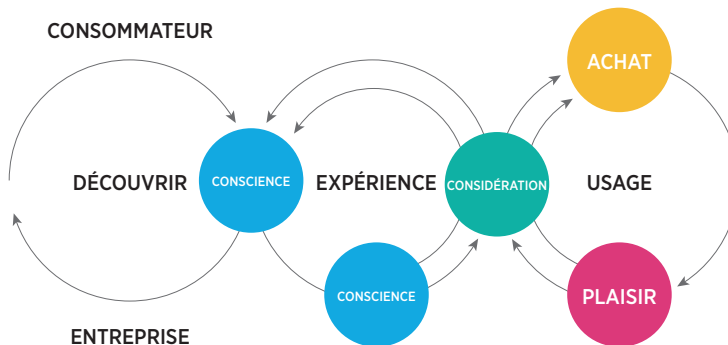 CONSOMMATEUR
ACHAT
DÉCOUVRIR
CONSCIENCE
EXPÉRIENCE
CONSIDÉRATION
USAGE
CONSCIENCE
PLAISIR
ENTREPRISE